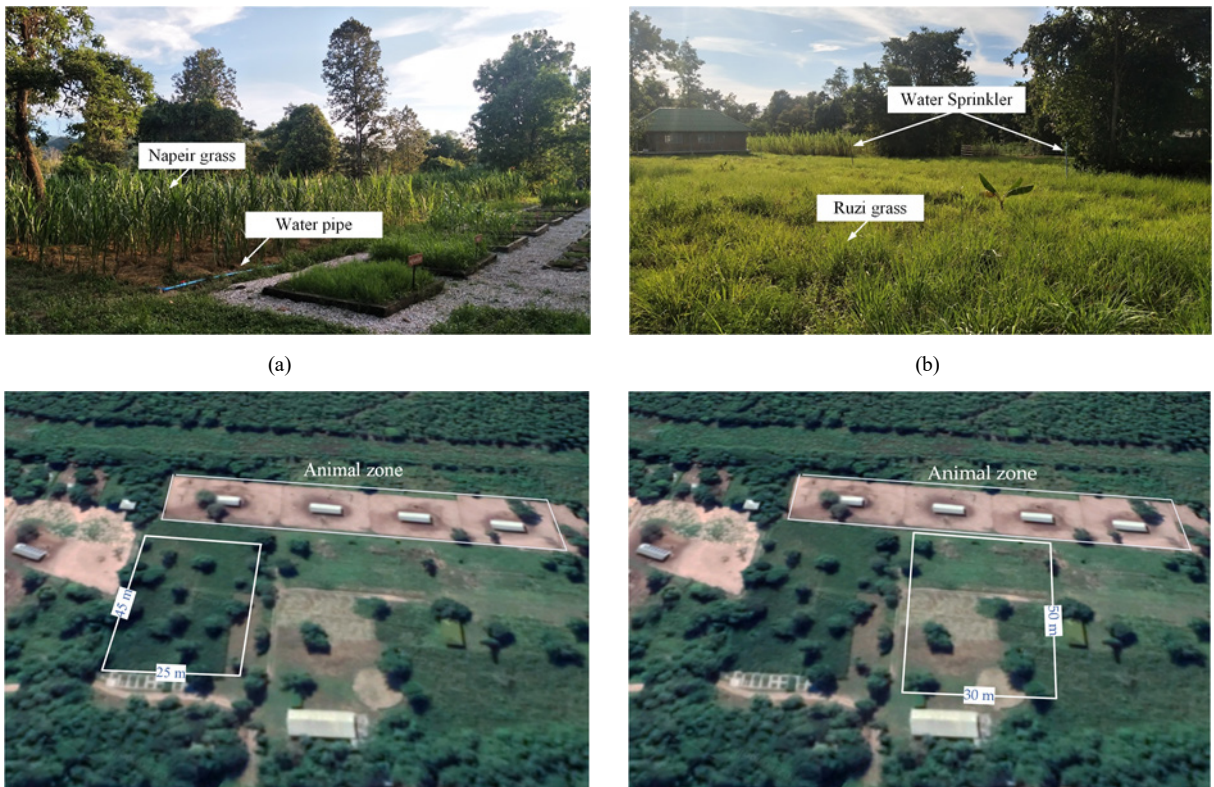 Napeir grass
Water pipe
(a)
Water Sprinkler
Ruzi grass
(b)
Animal zone
45 m
25 m
Animal zone
50 m
30 m